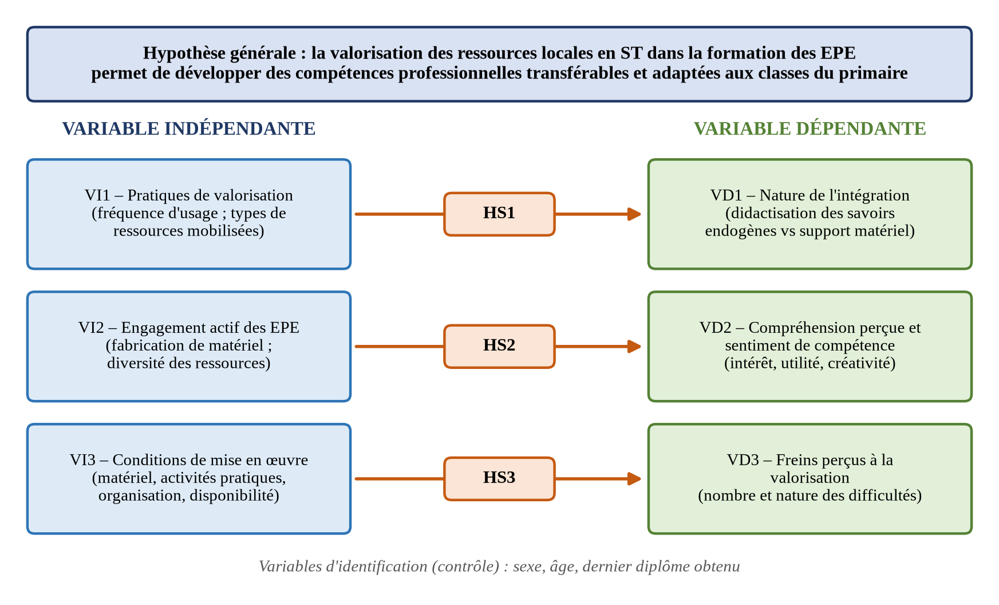 Hypothèse générale : la valorisation des ressources locales en ST dans la formation des EPE
permet de développer des compétences professionnelles transférables et adaptées aux classes du primaire
VARIABLE INDÉPENDANTE
VARIABLE DÉPENDANTE
VI1 – Pratiques de valorisation
(fréquence d'usage ; types de
ressources mobilisées)
HS1
VD1 – Nature de l'intégration
(didactisation des savoirs
endogènes vs support matériel)
VI2 – Engagement actif des EPE
(fabrication de matériel ;
diversité des ressources)
HS2
VD2 – Compréhension perçue et
sentiment de compétence
(intérêt, utilité, créativité)
VI3 – Conditions de mise en œuvre
(matériel, activités pratiques,
organisation, disponibilité)
HS3
VD3 – Freins perçus à la
valorisation
(nombre et nature des difficultés)
Variables d'identification (contrôle) : sexe, âge, dernier diplôme obtenu